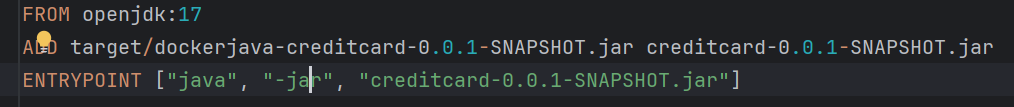 FROM openjdk:17
ADD target/dockerjava-creditcard-0.0.1-SNAPSHOT.jar creditcard-0.0.1-SNAPSHOT.jar
ENTRYPOINT ["java", "-jar", "creditcard-0.0.1-SNAPSHOT.jar"]